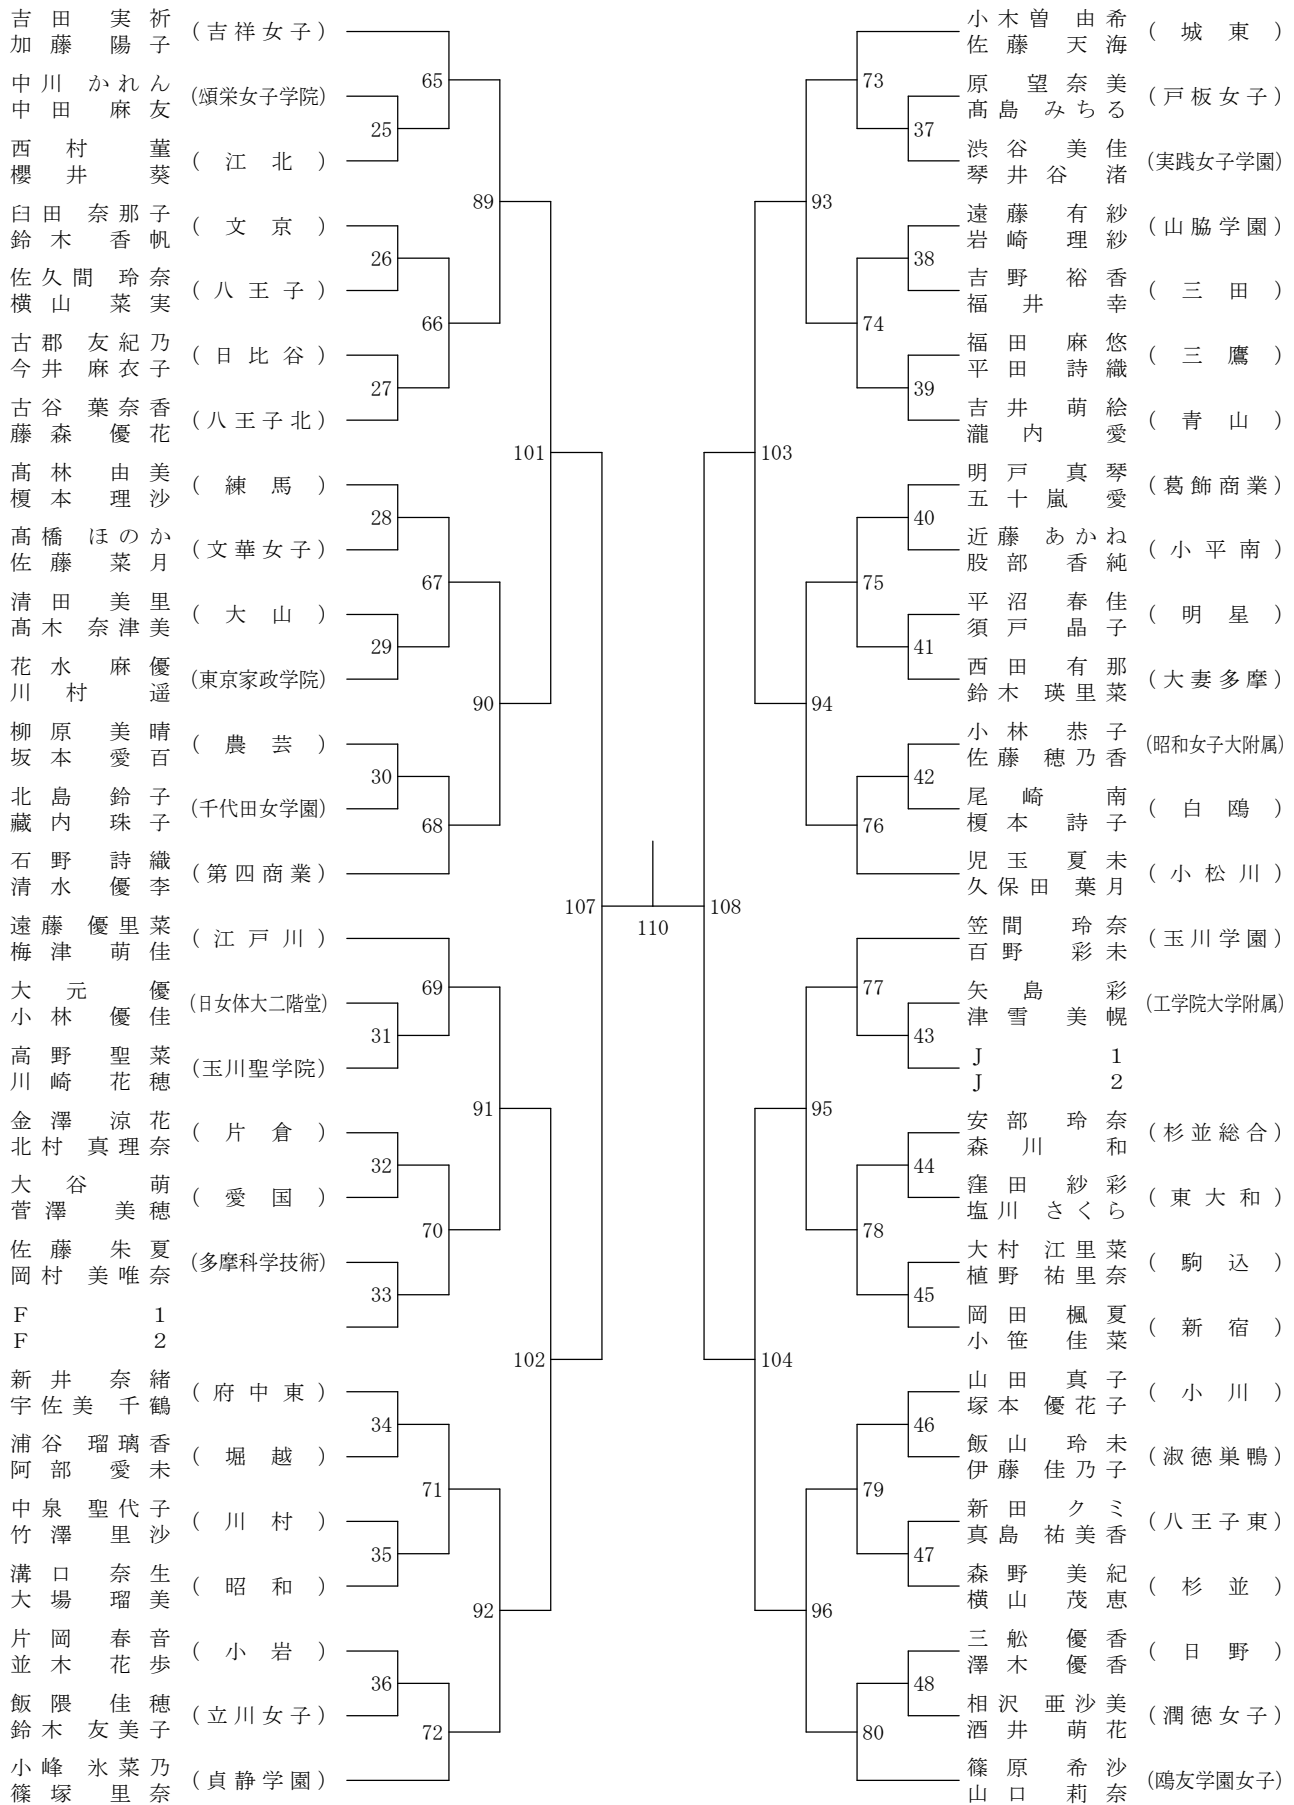 吉田 実祈
加藤 陽子
(吉祥女子)
中川 かれん
中田 麻友
(頌栄女子学院)
西村 菫
櫻井 葵
(江北)
臼田 奈那子
鈴木 香帆
(文京)
佐久間 玲奈
横山 菜実
(八王子)
古郡 友紀乃
今井 麻衣子
(日比谷)
古谷 葉奈香
藤森 優花
(八王子北)
髙林 由美
榎本 理沙
(練馬)
髙橋 ほのか
佐藤 菜月
(文華女子)
清田 美里
髙木 奈津美
(大山)
花水 麻優
川村 遥
(東京家政学院)
柳原 美晴
坂本 愛百
(農芸)
北島 鈴子
藏内 珠子
(千代田女学園)
石野 詩織
清水 優李
(第四商業)
遠藤 優里菜
梅津 萌佳
(江戸川)
大元 優
小林 優佳
(日女体大二階堂)
高野 聖菜
川崎 花穂
(玉川聖学院)
金澤 涼花
北村 真理奈
(片倉)
大谷 萌
菅澤 美穂
(愛国)
佐藤 朱夏
岡村 美唯奈
(多摩科学技術)
F 1
F 2
新井 奈緒
宇佐美 千鶴
(府中東)
浦谷 瑠璃香
阿部 愛未
(堀越)
中泉 聖代子
竹澤 里沙
(川村)
溝口 奈生
大場 瑠美
(昭和)
片岡 春音
並木 花歩
(小岩)
飯隈 佳穂
鈴木 友美子
(立川女子)
小峰 氷菜乃
篠塚 里奈
(貞静学園)
25
26
27
28
29
30
31
32
33
34
35
36
65
66
67
68
69
70
71
72
89
90
91
92
101
102
107
110
108
103
104
93
94
95
96
73
74
75
76
77
78
79
80
37
38
39
40
41
42
43
44
45
46
47
48
小木曽 由希
佐藤 天海
(城東)
原 望奈美
髙島 みちる
(戸板女子)
渋谷 美佳
琴井谷 渚
(実践女子学園)
遠藤 有紗
岩崎 理紗
(山脇学園)
吉野 裕香
福井 幸
(三田)
福田 麻悠
平田 詩織
(三鷹)
吉井 萌絵
瀧内 愛
(青山)
明戸 真琴
五十嵐 愛
(葛飾商業)
近藤 あかね
股部 香純
(小平南)
平沼 春佳
須戸 晶子
(明星)
西田 有那
鈴木 瑛里菜
(大妻多摩)
小林 恭子
佐藤 穂乃香
(昭和女子大附属)
尾崎 南
榎本 詩子
(白鴎)
児玉 夏未
久保田 葉月
(小松川)
笠間 玲奈
百野 彩未
(玉川学園)
矢島 彩
津雪 美幌
(工学院大学附属)
J 1
J 2
安部 玲奈
森川 和
(杉並総合)
窪田 紗彩
塩川 さくら
(東大和)
大村 江里菜
植野 祐里奈
(駒込)
岡田 楓夏
小笹 佳菜
(新宿)
山田 真子
塚本 優花子
(小川)
飯山 玲未
伊藤 佳乃子
(淑徳巣鴨)
新田 クミ
真島 祐美香
(八王子東)
森野 美紀
横山 茂恵
(杉並)
三舩 優香
澤木 優香
(日野)
相沢 亜沙美
酒井 萌花
(潤徳女子)
篠原 希沙
山口 莉奈
(鴎友学園女子)